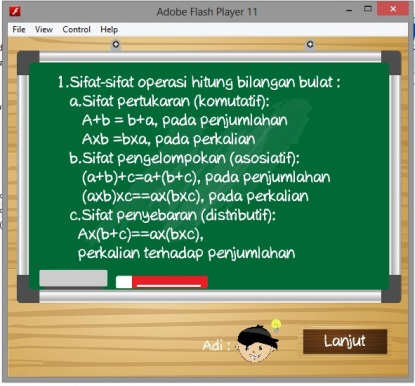 Adobe Flash Player 11
File View Control Help
1.Sifat-sifat operasi hitung bilangan bulat :
a.Sifat pertukaran (komutatif):
A+b = b+a, pada penjumlahan
Axb =bxa, pada perkalian
b.Sifat pengelompokan (asosiatif):
(a+b)+c=a+(b+c), pada penjumlahan
(axb)xc==ax(bxc), pada perkalian
c.Sifat penyebaran (distributif):
Ax(b+c)==ax(bxc),
perkalian terhadap penjumlahan
Adi :
Lanjut